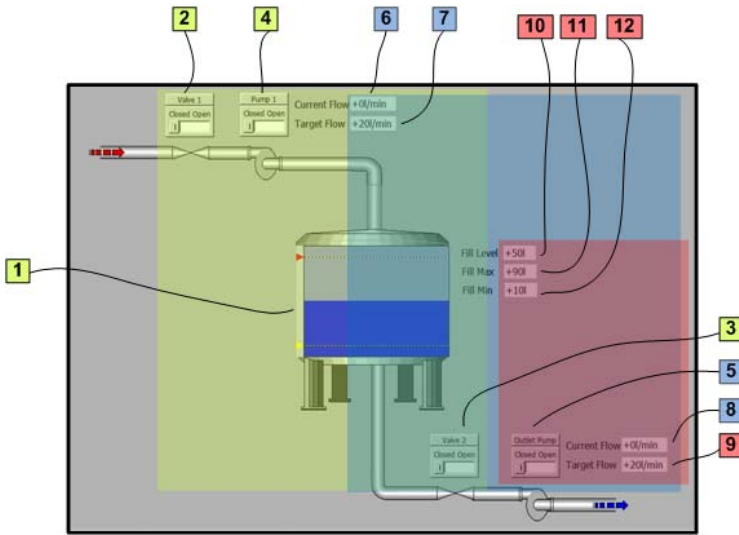 2
4
6
7
10
11
12
Valve 1
Pump 1
Closed Open
Closed Open
Current Flow +0l/min
Target Flow +20l/min
1
Fill Level +50l
Fill Max +90l
Fill Min +10l
3
5
8
9
Valve 2
Outlet Pump
Closed Open
Closed Open
Current Flow +0l/min
Target Flow +20l/min